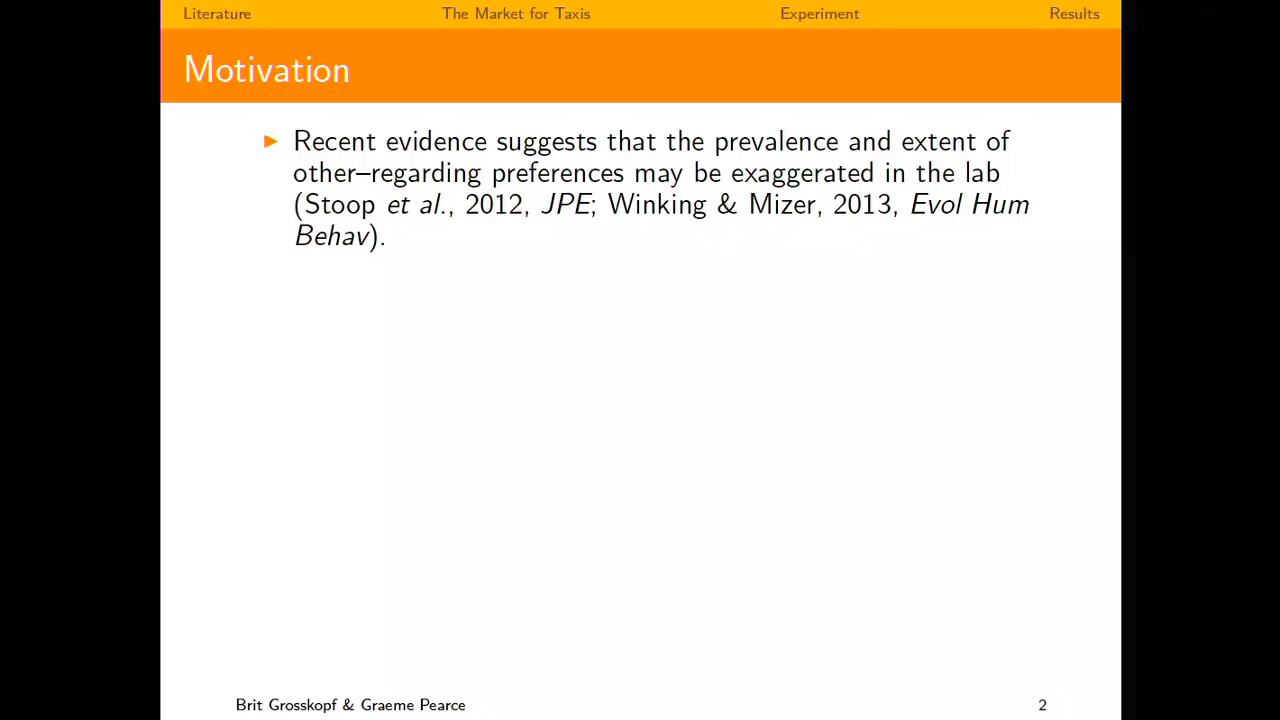 Literature The Market for Taxis Experiment Results
Motivation
Recent evidence suggests that the prevalence and extent of
other–regarding preferences may be exaggerated in the lab
(Stoop et al., 2012, JPE; Winking & Mizer, 2013, Evol Hum
Behav).
Brit Grosskopf & Graeme Pearce 2